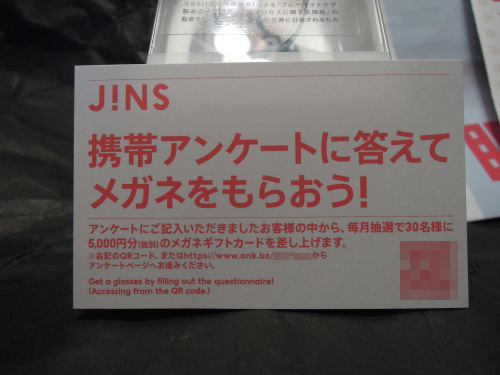 J!NS
携帯アンケートに答えて
メガネをもらおう!
アンケートにご記入いただきましたお客様の中から、毎月抽選で30名様に
5,000円分(税別)のメガネギフトカードを差し上げます。
※右記のQRコード、またはhttps://www.ank.bz/ から
アンケートページへお進みください。
Get a glasses by filling out the questionnaire!
(Accessing from the QR code.)